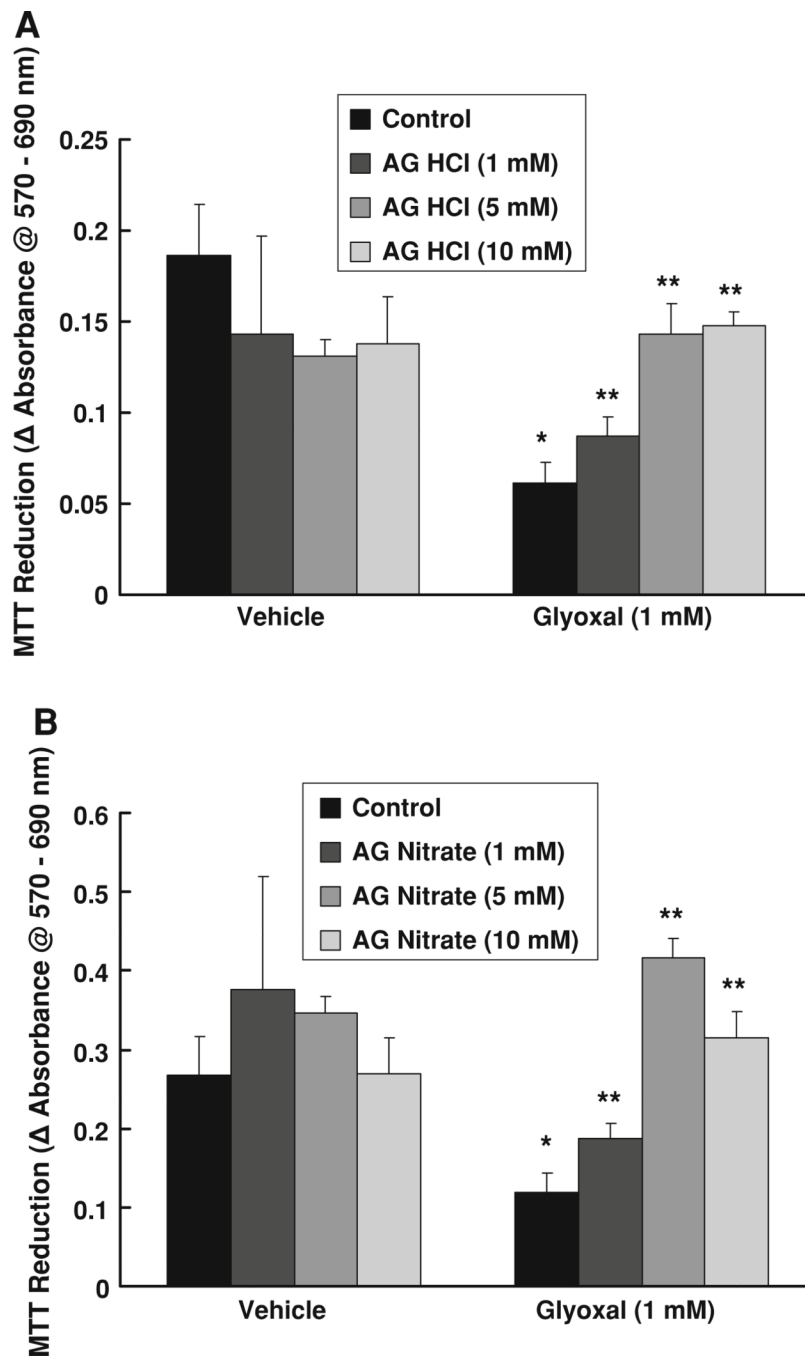 A
MTT Reduction (Δ Absorbance @ 570 - 690 nm)
0.25
0.2
0.15
0.1
0.05
0
Control
AG HCl (1 mM)
AG HCl (5 mM)
AG HCl (10 mM)
*
**
**
**
Vehicle
Glyoxal (1 mM)
B
MTT Reduction (Δ Absorbance @ 570 - 690 nm)
0.6
0.5
0.4
0.3
0.2
0.1
0
Control
AG Nitrate (1 mM)
AG Nitrate (5 mM)
AG Nitrate (10 mM)
*
**
**
**
Vehicle
Glyoxal (1 mM)